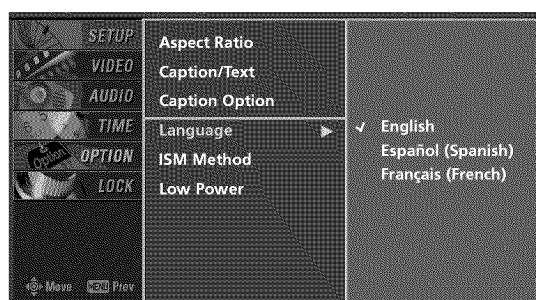 SETUP
VIDEO
AUDIO
TIME
Option OPTION
LOCK
Move MENU Prev
Aspect Ratio
Caption/Text
Caption Option
Language
ISM Method
Low Power
✓ English
Español (Spanish)
Français (French)